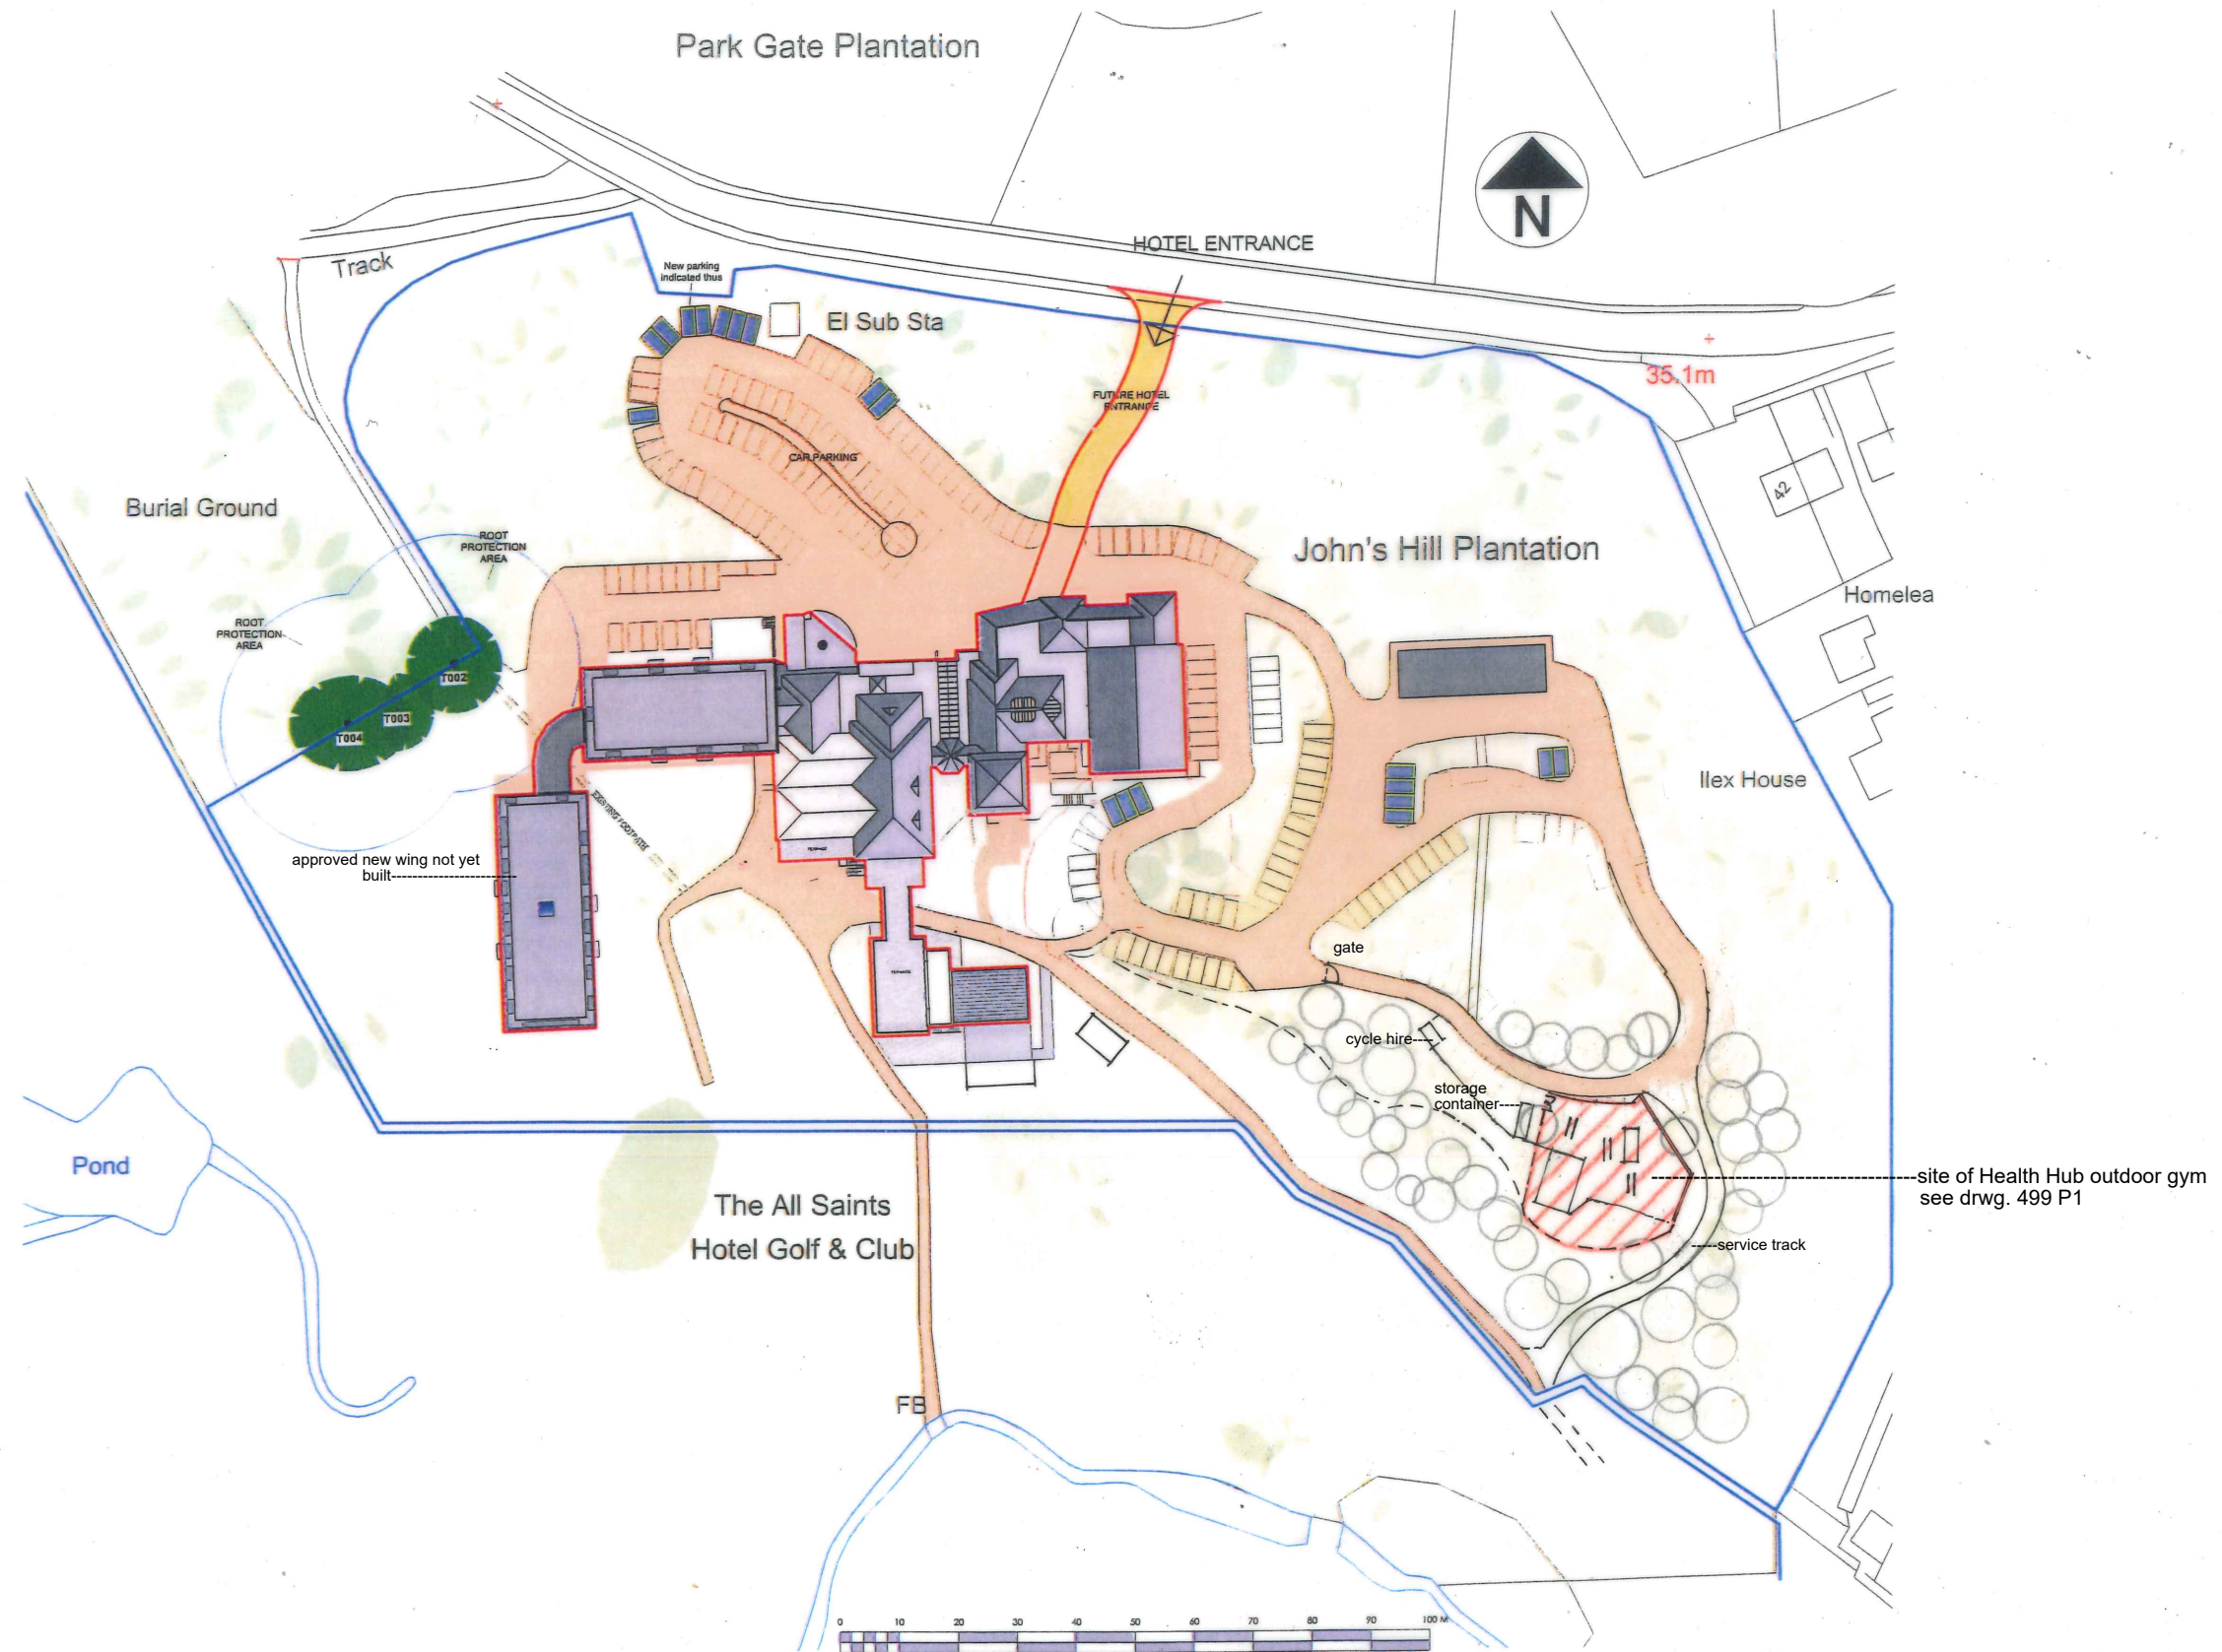 Park Gate Plantation
N
HOTEL ENTRANCE
Track
New parking
indicated thus
El Sub Sta
35.1m
FUTURE HOTEL
ENTRANCE
CAR PARKING
42
Burial Ground
ROOT
PROTECTION
AREA
John's Hill Plantation
Homelea
ROOT
PROTECTION
AREA
T002
T003
T004
Ilex House
EXISTING FOOTPATH
TERRACE
approved new wing not yet
built
gate
TERRACE
cycle hire
storage
container
Pond
site of Health Hub outdoor gym
see drwg. 499 P1
The All Saints
Hotel Golf & Club
service track
FB
0 10 20 30 40 50 60 70 80 90 100 M